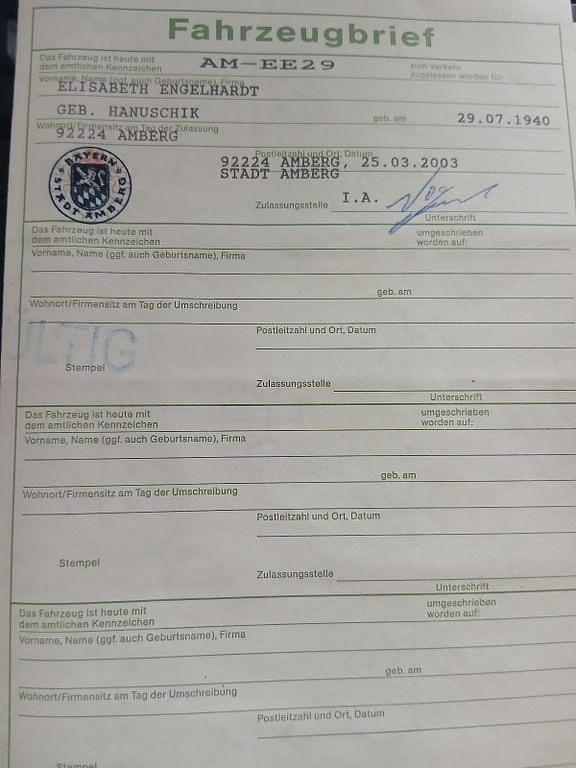 Fahrzeugbrief
Das Fahrzeug ist heute mit
dem amtlichen Kennzeichen
AM-EE29
zum Verkehr
zugelassen worden für:
Vorname, Name (ggf. auch Geburtsname), Firma
ELISABETH ENGELHARDT
GEB. HANUSCHIK
geb. am
29.07.1940
Wohnort/Firmensitz am Tag der Zulassung
92224 AMBERG
Postleitzahl und Ort, Datum
92224 AMBERG, 25.03.2003
STADT AMBERG
BAYERN
STADT AMBERG
Zulassungsstelle
I.A.
Unterschrift
Das Fahrzeug ist heute mit
dem amtlichen Kennzeichen
umgeschrieben
worden auf:
Vorname, Name (ggf. auch Geburtsname), Firma
geb. am
Wohnort/Firmensitz am Tag der Umschreibung
Postleitzahl und Ort, Datum
ÜLTIG
Stempel
Zulassungsstelle
Unterschrift
Das Fahrzeug ist heute mit
dem amtlichen Kennzeichen
umgeschrieben
worden auf:
Vorname, Name (ggf. auch Geburtsname), Firma
geb. am
Wohnort/Firmensitz am Tag der Umschreibung
Postleitzahl und Ort, Datum
Stempel
Zulassungsstelle
Unterschrift
Das Fahrzeug ist heute mit
dem amtlichen Kennzeichen
umgeschrieben
worden auf:
Vorname, Name (ggf. auch Geburtsname), Firma
geb. am
Wohnort/Firmensitz am Tag der Umschreibung
Postleitzahl und Ort, Datum
Stempel